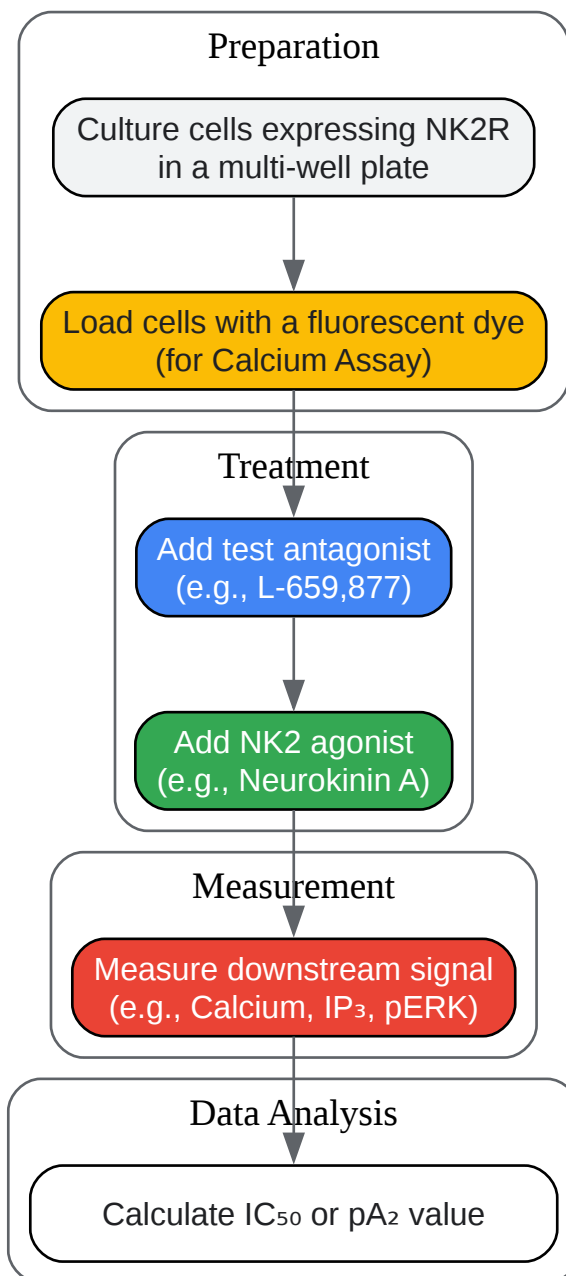 Preparation
Culture cells expressing NK2R
in a multi-well plate
Load cells with a fluorescent dye
(for Calcium Assay)
Treatment
Add test antagonist
(e.g., L-659,877)
Add NK2 agonist
(e.g., Neurokinin A)
Measurement
Measure downstream signal
(e.g., Calcium, IP₃, pERK)
Data Analysis
Calculate IC₅₀ or pA₂ value